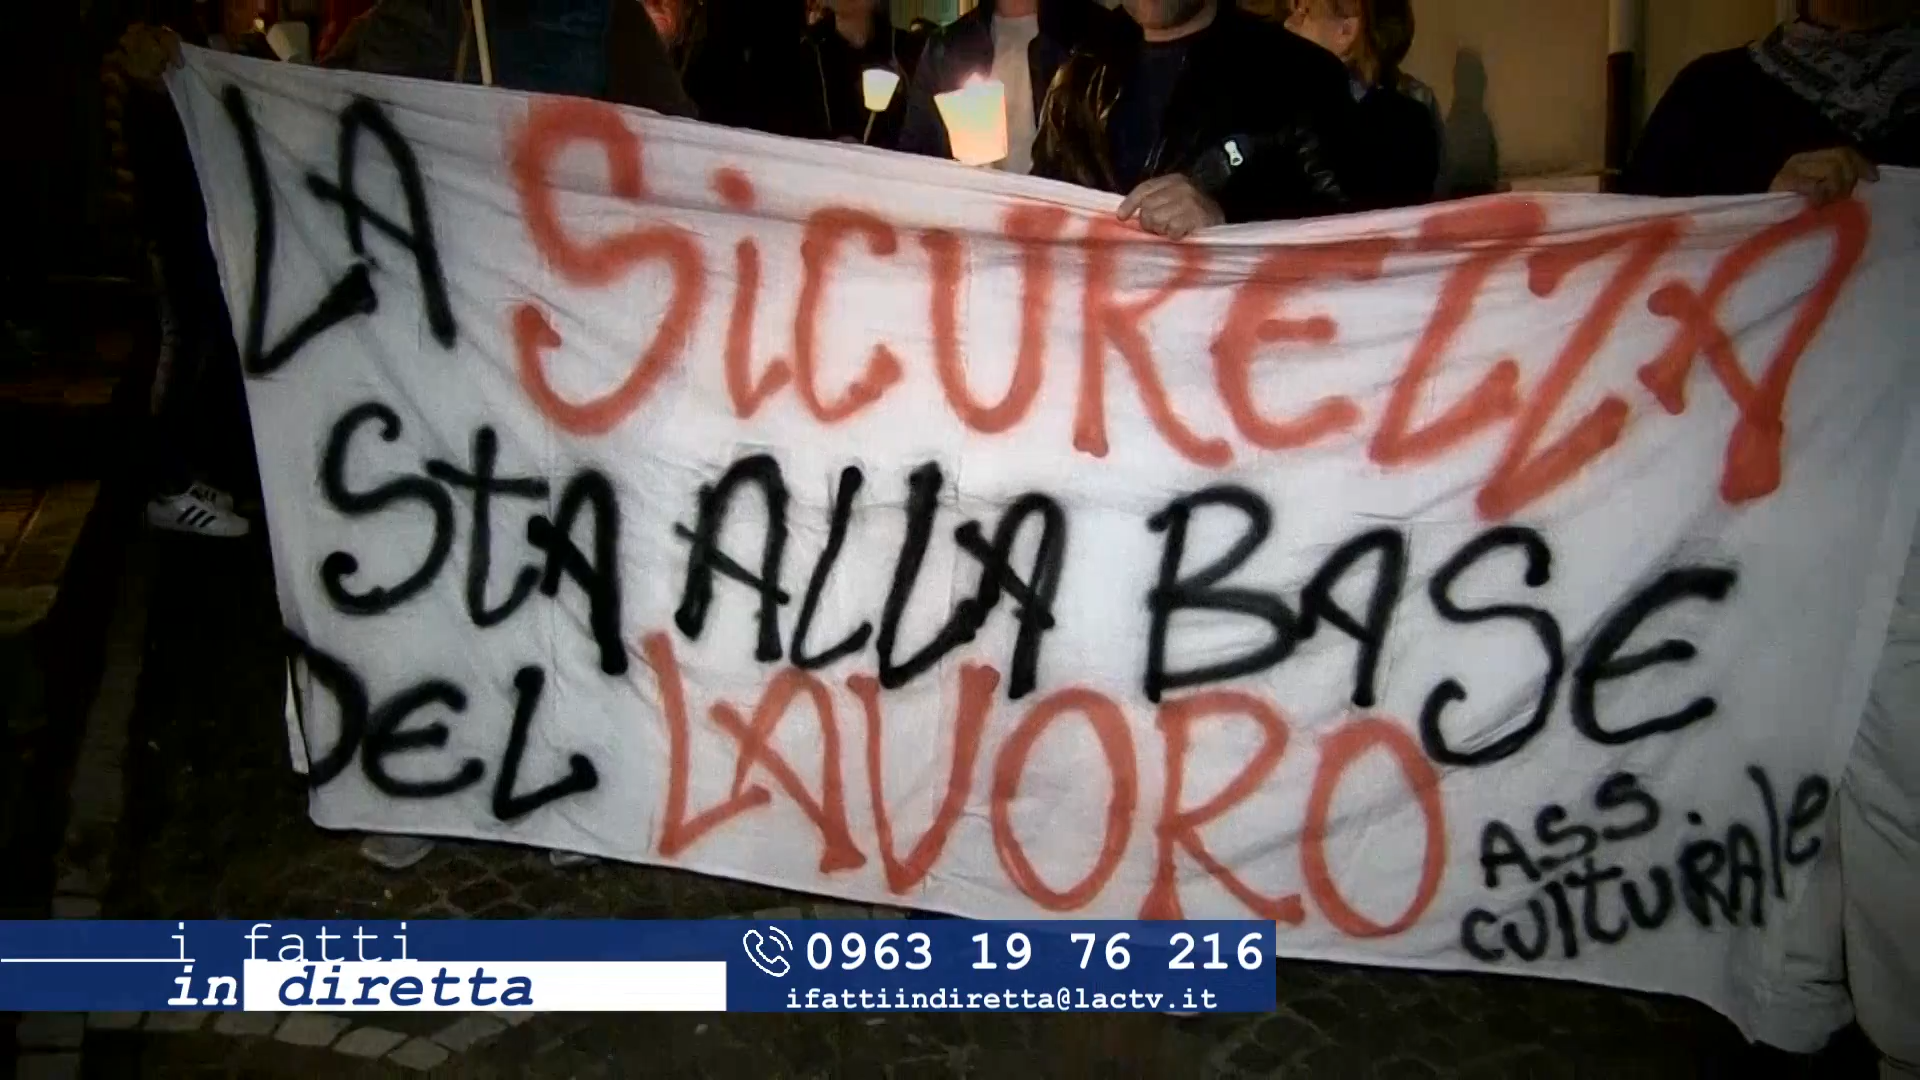 LA SiCUREZZA
StA ALLA BASE
DEL LAVORO
ASS.
CULTURAle
i fatti
in diretta
0963 19 76 216
ifattiindiretta@lactv.it